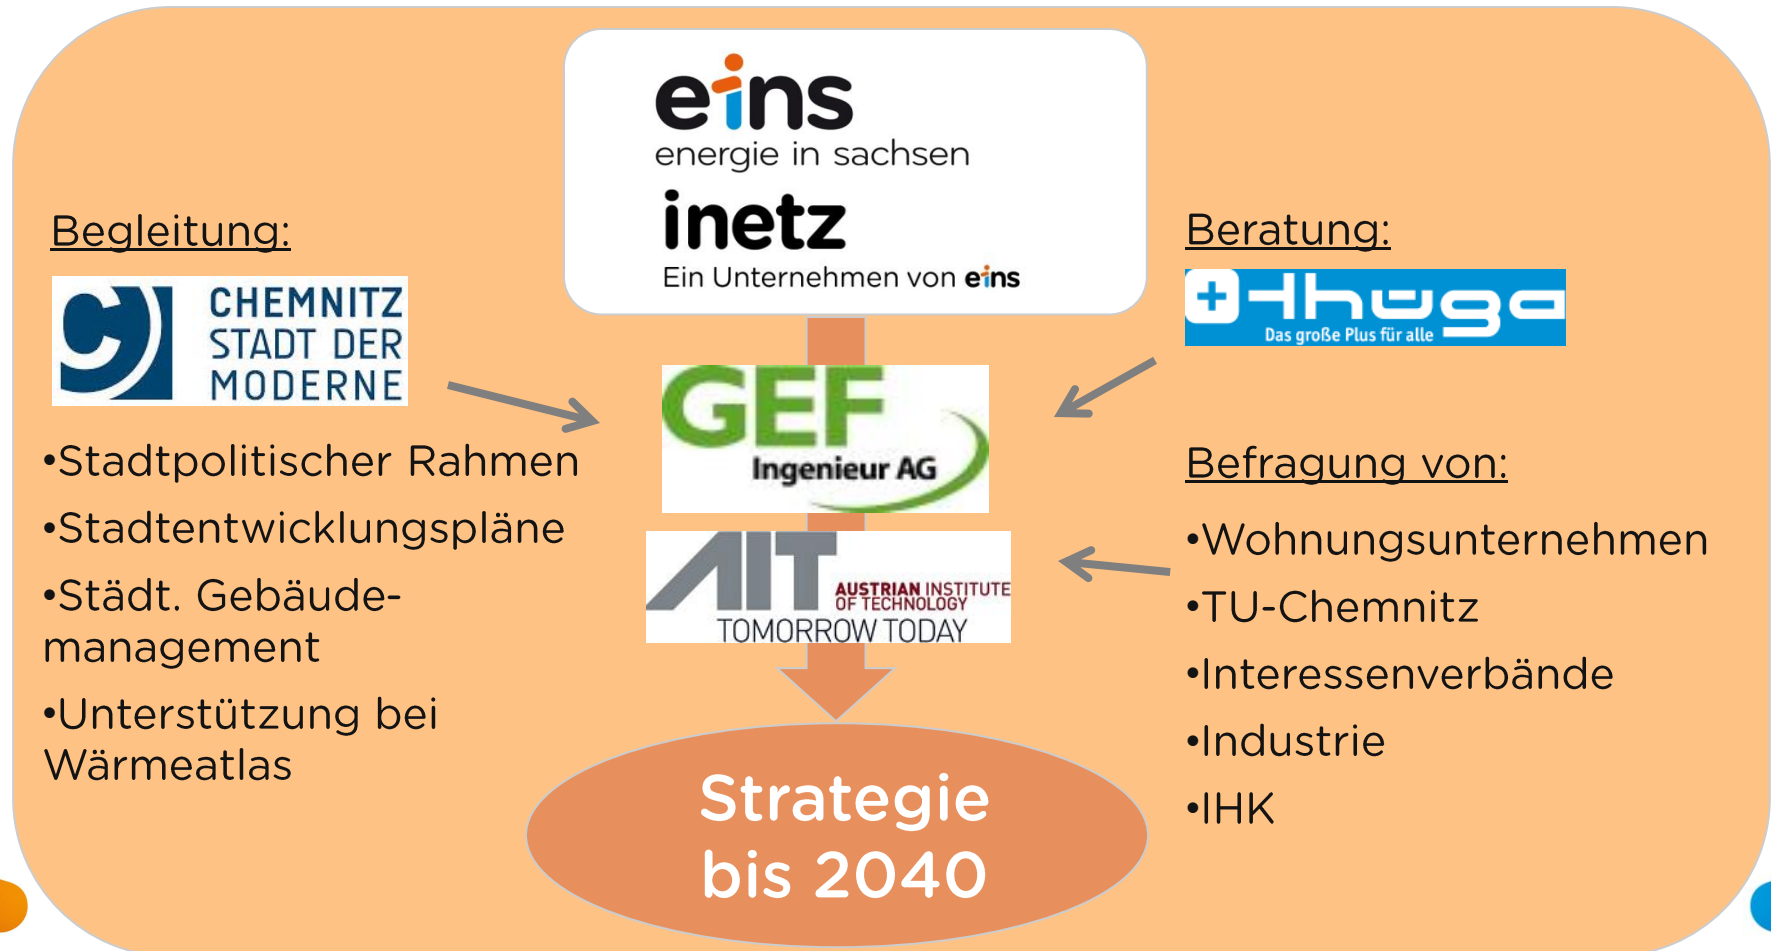 eins
energie in sachsen
inetz
Ein Unternehmen von eins
Begleitung:
CHEMNITZ
STADT DER
MODERNE
•Stadtpolitischer Rahmen
•Stadtentwicklungspläne
•Städt. Gebäude-
management
•Unterstützung bei
Wärmeatlas
GEF
Ingenieur AG
AIT
AUSTRIAN INSTITUTE
OF TECHNOLOGY
TOMORROW TODAY
Strategie
bis 2040
Beratung:
thüga
Das große Plus für alle
Befragung von:
•Wohnungsunternehmen
•TU-Chemnitz
•Interessenverbände
•Industrie
•IHK